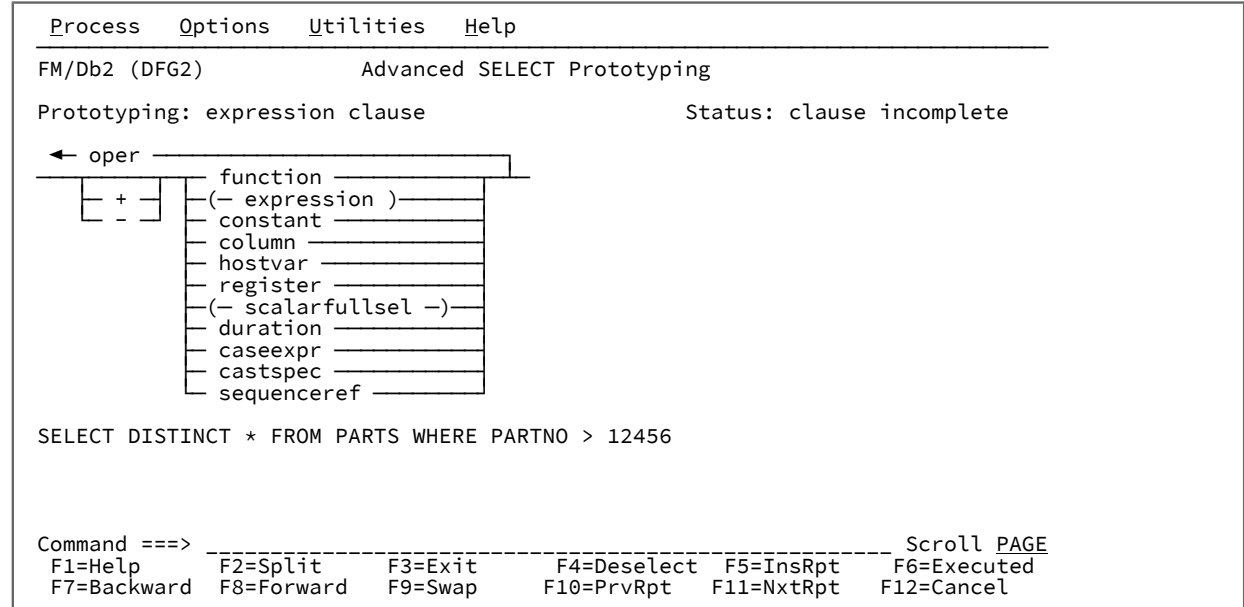 Process Options Utilities Help
FM/Db2 (DFG2) Advanced SELECT Prototyping
Prototyping: expression clause Status: clause incomplete
oper
function
+ (— expression )
- constant
column
hostvar
register
(— scalarfullsel —)
duration
caseexpr
castspec
sequenceref
SELECT DISTINCT * FROM PARTS WHERE PARTNO > 12456
Command ===> ______________________________________________________ Scroll PAGE
F1=Help F2=Split F3=Exit F4=Deselect F5=InsRpt F6=Executed
F7=Backward F8=Forward F9=Swap F10=PrvRpt F11=NxtRpt F12=Cancel